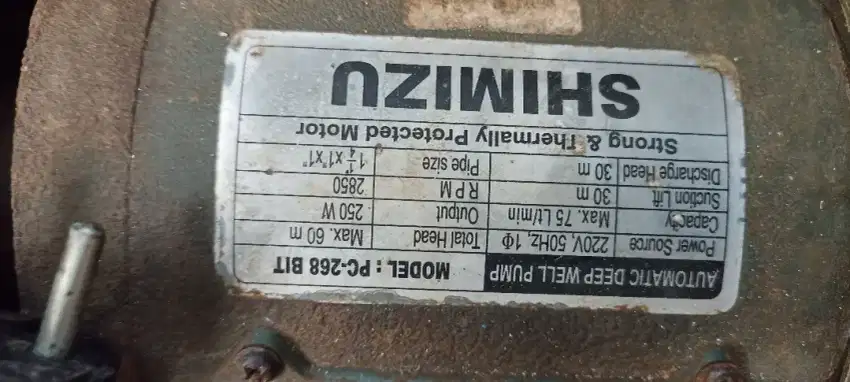 AUTOMATIC DEEP WELL PUMP MODEL : PC-268 BIT
Power Source 220V, 50Hz, 1Φ Total Head Max. 60 m
Capacity Max. 75 Lt/min Output 250 W
Suction Lift 30 m R P M 2850
Discharge Head 30 m Pipe size 1¼"x1"x1"
Strong & Thermally Protected Motor
SHIMIZU